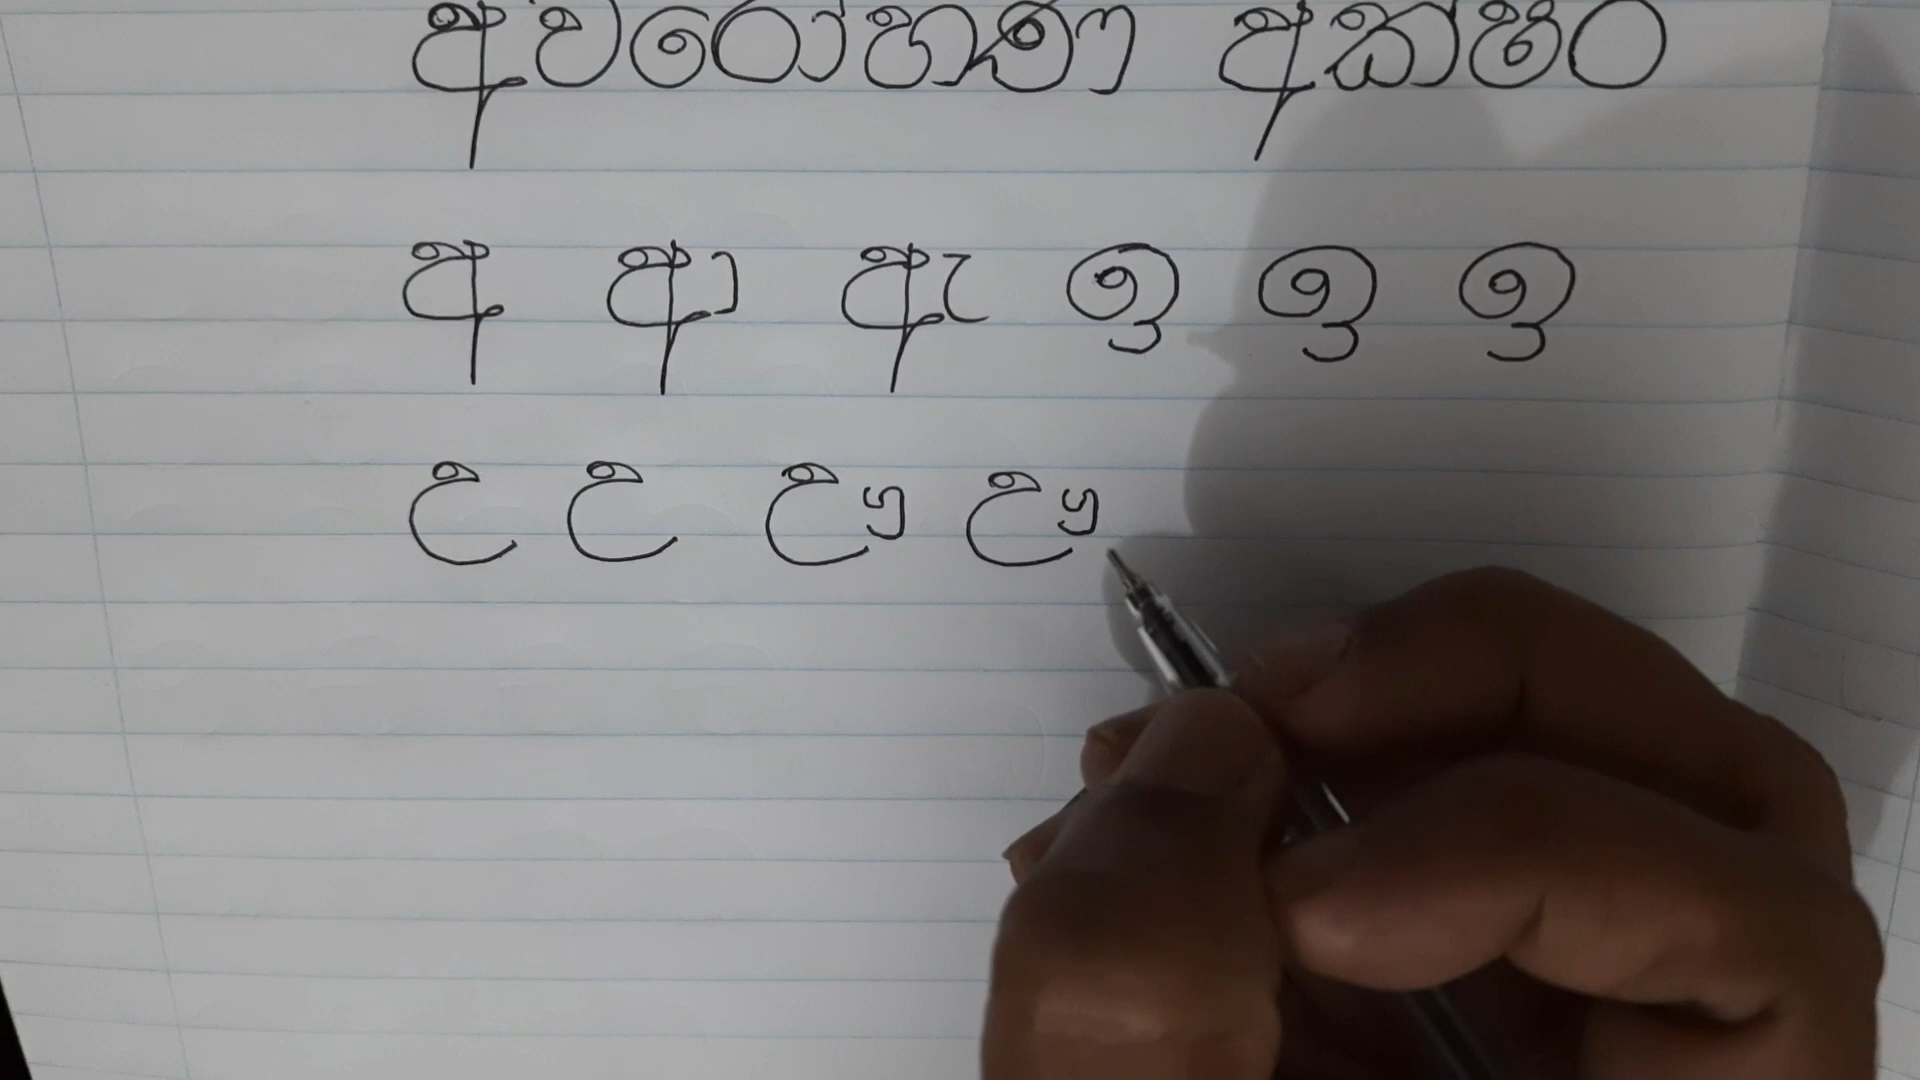 අවරෝහණ අක්ෂර
අ ආ ඇ ඉ ඉ ඉ
උ උ ඌ ඌ